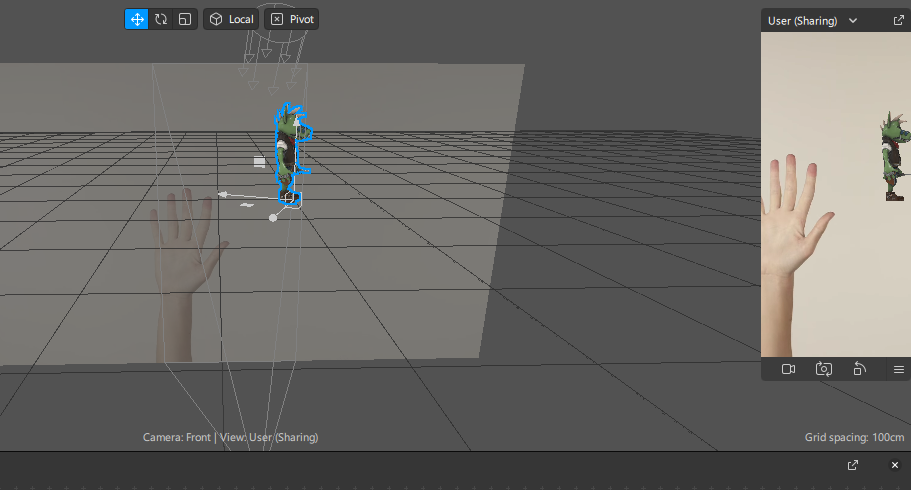 Local
Pivot
User (Sharing)
Camera: Front | View: User (Sharing)
Grid spacing: 100cm